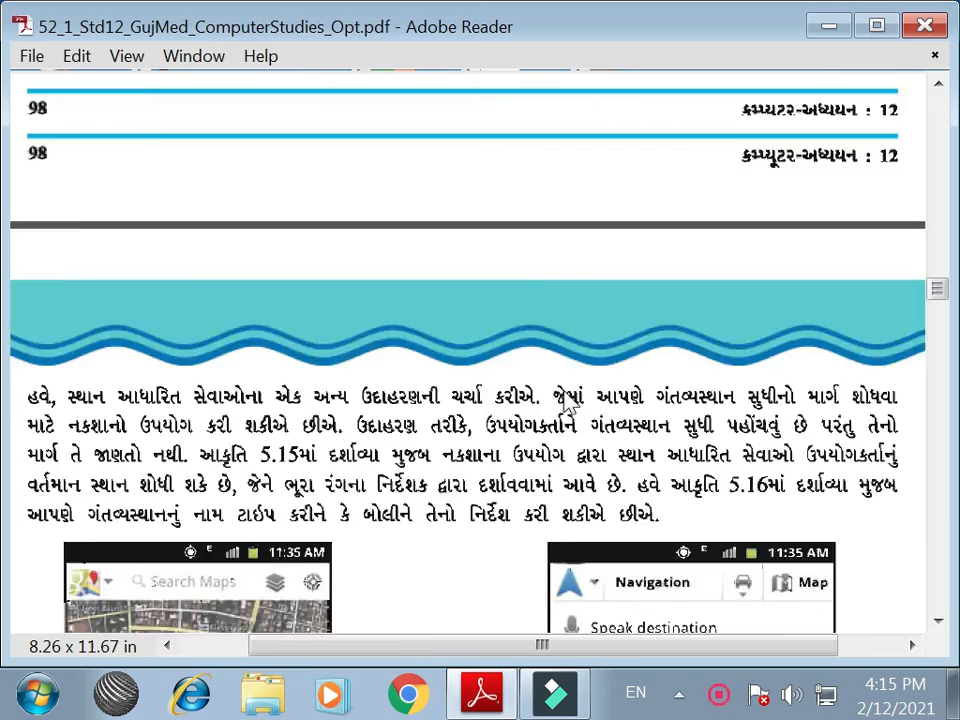 52_1_Std12_GujMed_ComputerStudies_Opt.pdf - Adobe Reader
File Edit View Window Help
98 કમ્પ્યૂટર-અધ્યયન : 12
98 કમ્પ્યૂટર-અધ્યયન : 12
હવે, સ્થાન આધારિત સેવાઓના એક અન્ય ઉદાહરણની ચર્ચા કરીએ. જેમાં આપણે ગંતવ્યસ્થાન સુધીનો માર્ગ શોધવા
માટે નકશાનો ઉપયોગ કરી શકીએ છીએ. ઉદાહરણ તરીકે, ઉપયોગકર્તાને ગંતવ્યસ્થાન સુધી પહોંચવું છે પરંતુ તેનો
માર્ગ તે જાણતો નથી. આકૃતિ 5.15માં દર્શાવ્યા મુજબ નકશાના ઉપયોગ દ્વારા સ્થાન આધારિત સેવાઓ ઉપયોગકર્તાનું
વર્તમાન સ્થાન શોધી શકે છે, જેને ભૂરા રંગના નિર્દેશક દ્વારા દર્શાવવામાં આવે છે. હવે આકૃતિ 5.16માં દર્શાવ્યા મુજબ
આપણે ગંતવ્યસ્થાનનું નામ ટાઇપ કરીને કે બોલીને તેનો નિર્દેશ કરી શકીએ છીએ.
E 11:35 AM E 11:35 AM
Search Maps Navigation Map
Speak destination
8.26 x 11.67 in
EN 4:15 PM
2/12/2021